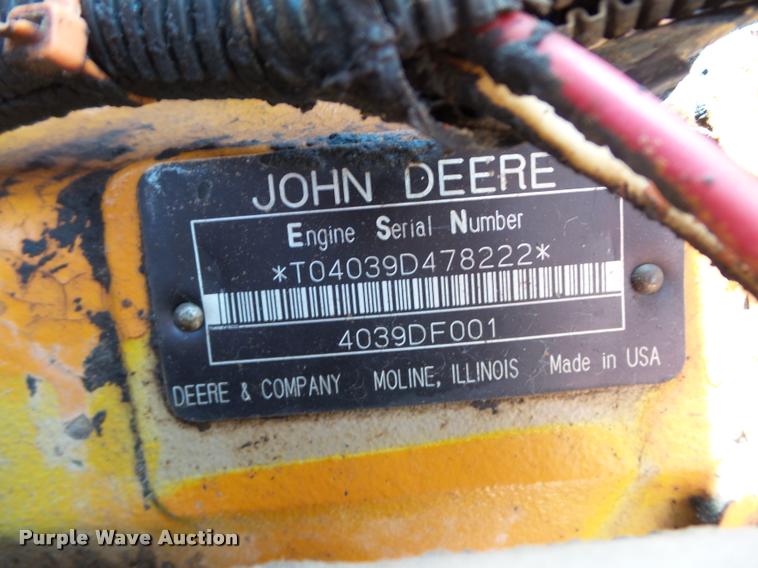 JOHN DEERE
Engine Serial Number
*T04039D478222*
4039DF001
DEERE & COMPANY MOLINE, ILLINOIS Made in USA
Purple Wave Auction